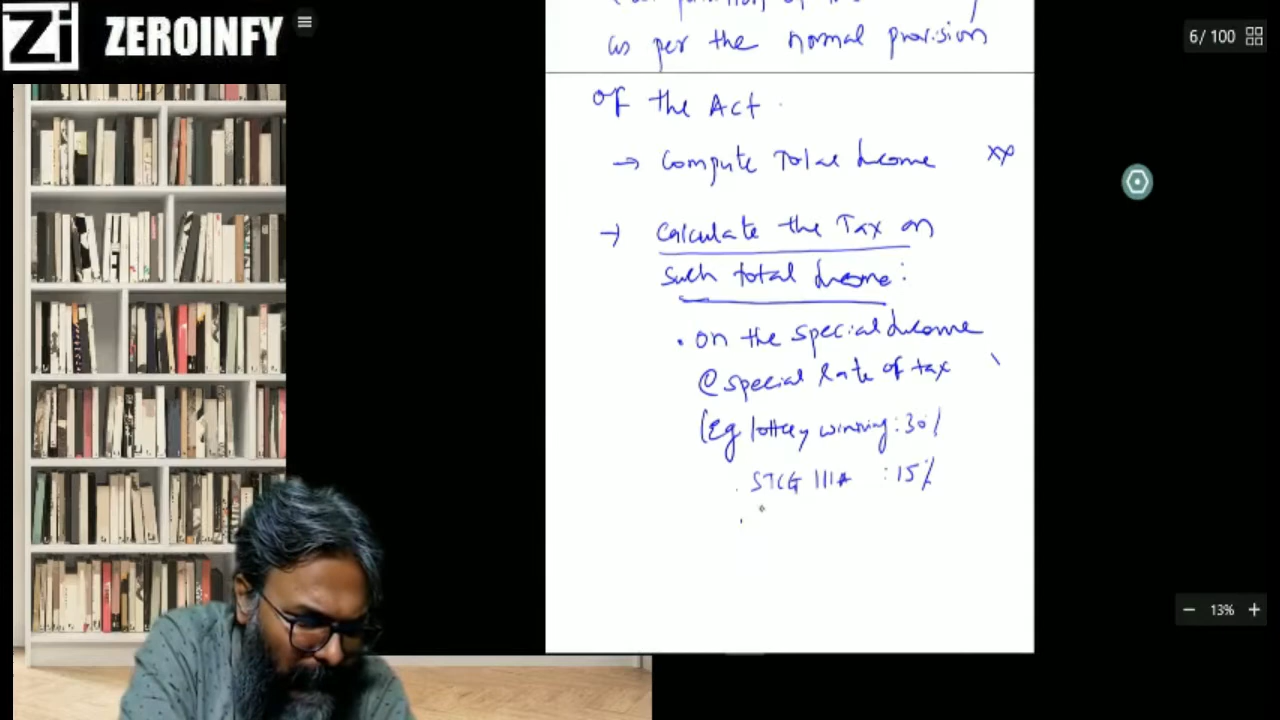 Zi ZEROINFY
6/ 100
as per the normal provision
of the Act.
→ Compute Total Income xx
→ Calculate the Tax on
such total Income:
• on the special Income
@ special Rate of tax
(Eg lottery winning: 30%
STCG 111A : 15%
13%